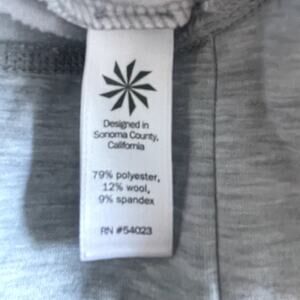 Designed in
Sonoma County,
California
79% polyester,
12% wool,
9% spandex
RN #54023